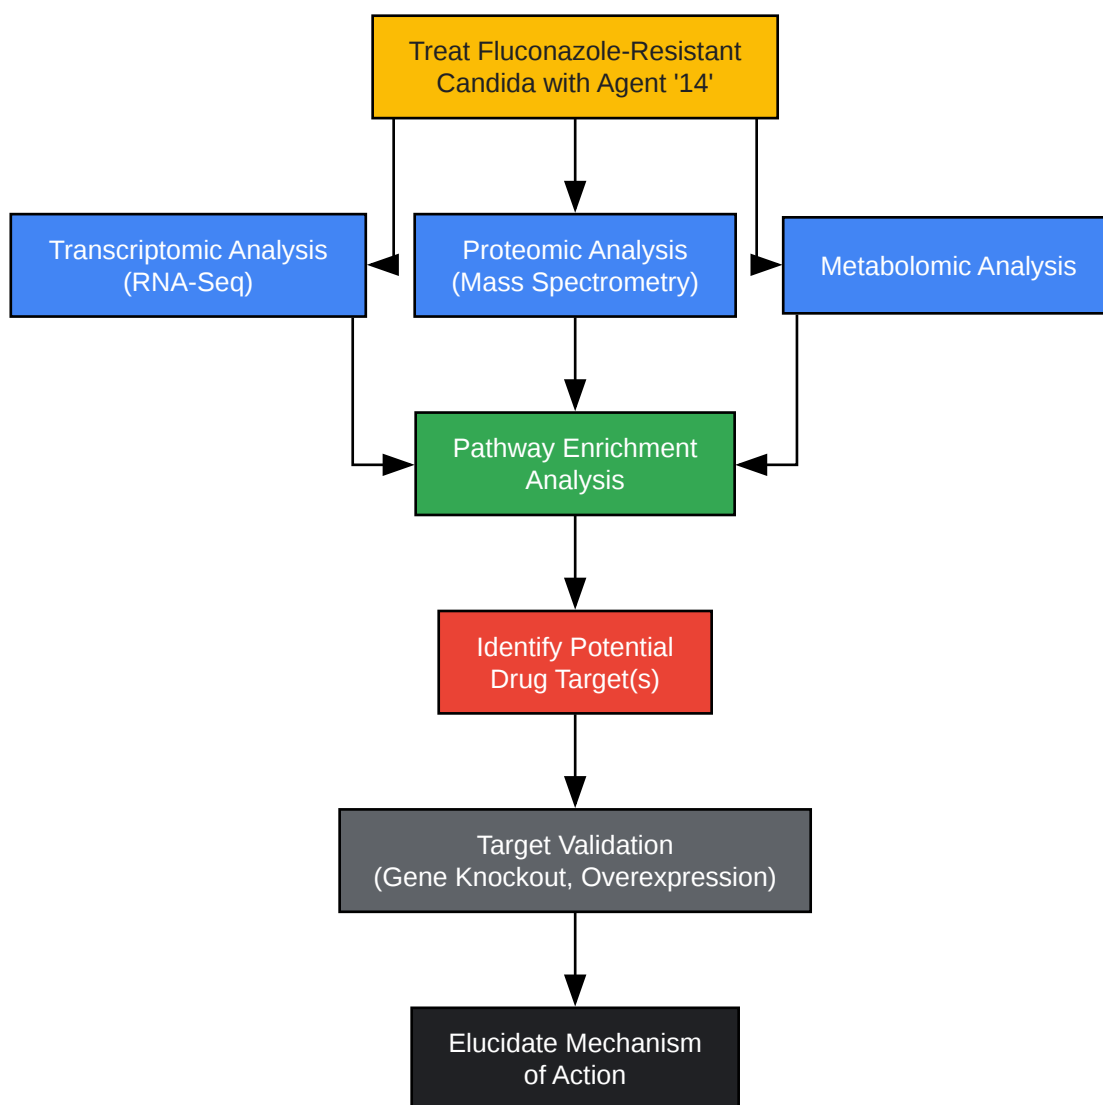 Treat Fluconazole-Resistant
Candida with Agent '14'
Transcriptomic Analysis
(RNA-Seq)
Proteomic Analysis
(Mass Spectrometry)
Metabolomic Analysis
Pathway Enrichment
Analysis
Identify Potential
Drug Target(s)
Target Validation
(Gene Knockout, Overexpression)
Elucidate Mechanism
of Action